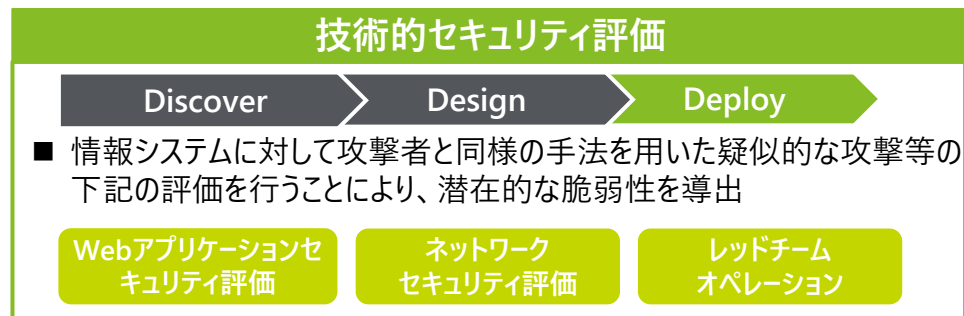 技術的セキュリティ評価
Discover
Design
Deploy
■ 情報システムに対して攻撃者と同様の手法を用いた疑似的な攻撃等の
下記の評価を行うことにより、潜在的な脆弱性を導出
Webアプリケーションセ
キュリティ評価
ネットワーク
セキュリティ評価
レッドチーム
オペレーション